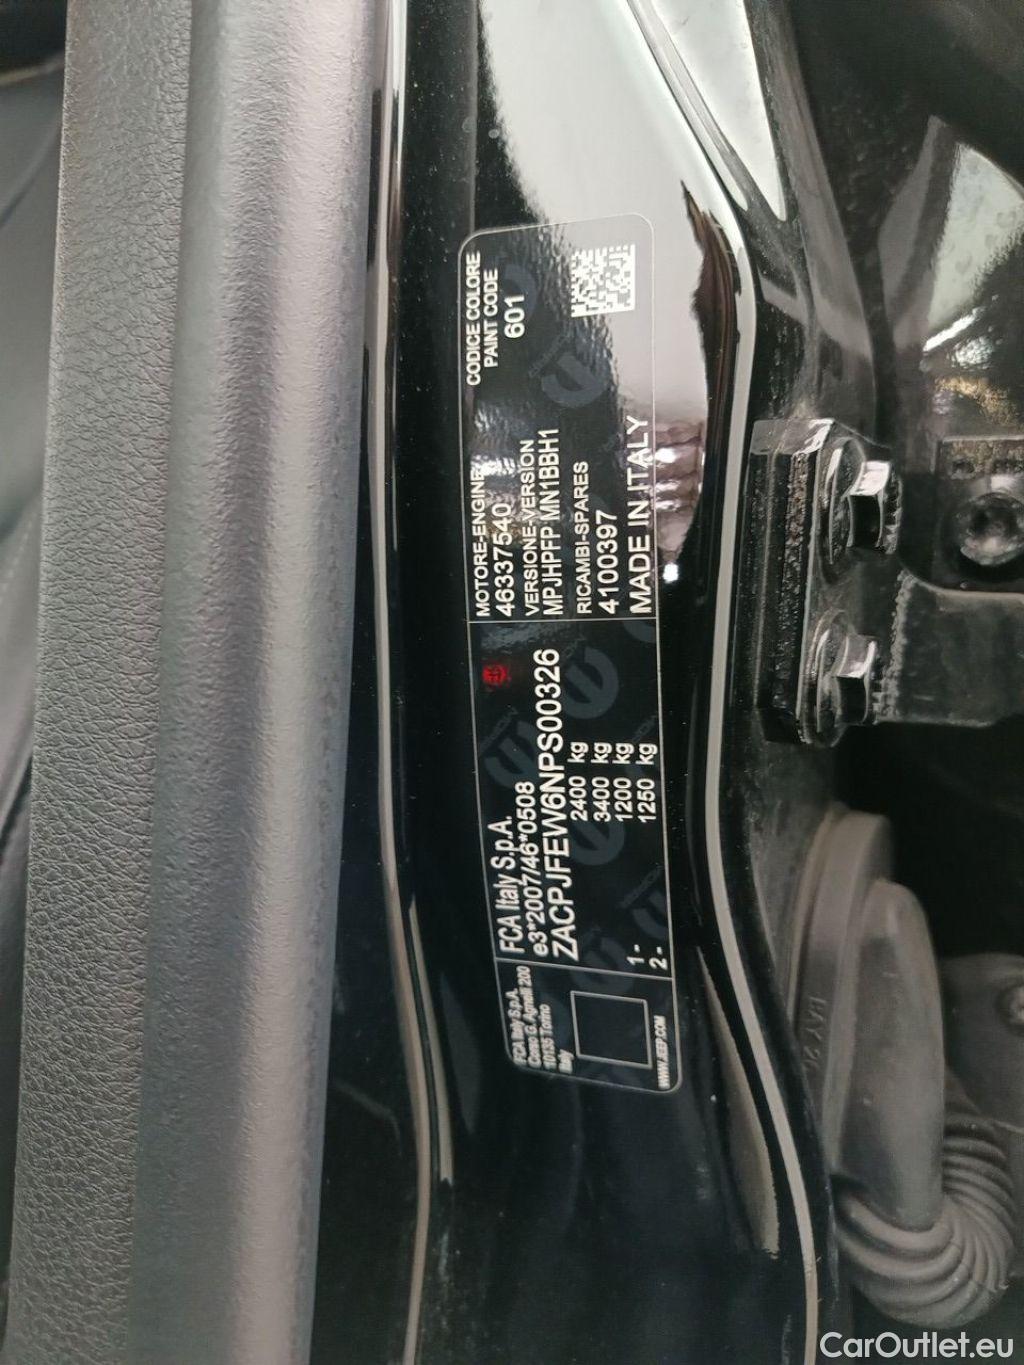 FCA Italy S.p.A.
Corso G. Agnelli 200
10135 Torino
Italy
WWW.JEEP.COM
FCA Italy S.p.A.
e3*2007/46*0508
ZACPJFEW6NPS00326
2400 kg
3400 kg
1- 1200 kg
2- 1250 kg
MOTORE-ENGINE
46337540
VERSIONE-VERSION
MPJHPFP MN1BBH1
RICAMBI-SPARES
4100397
MADE IN ITALY
CODICE COLORE
PAINT CODE
601
CarOutlet.eu